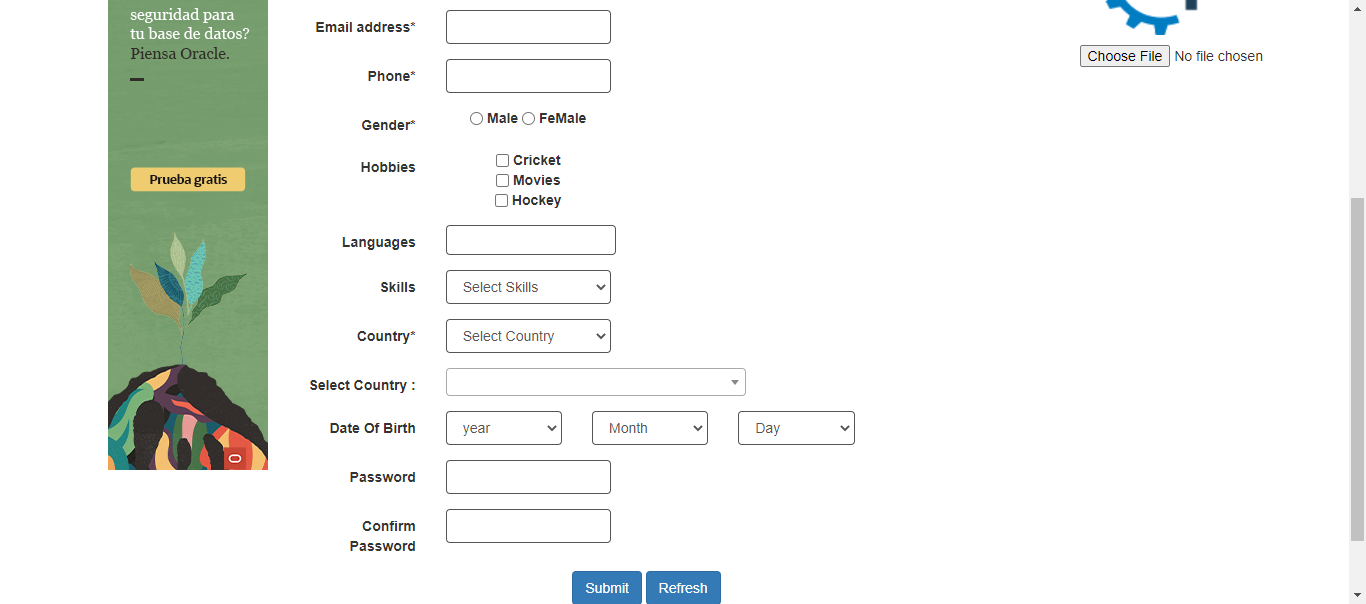 seguridad para
tu base de datos?
Piensa Oracle.
Prueba gratis
Email address*
Phone*
Gender*
Male FeMale
Hobbies
Cricket
Movies
Hockey
Languages
Skills
Select Skills
Country*
Select Country
Select Country :
Date Of Birth
year Month Day
Password
Confirm
Password
Submit Refresh
Choose File No file chosen